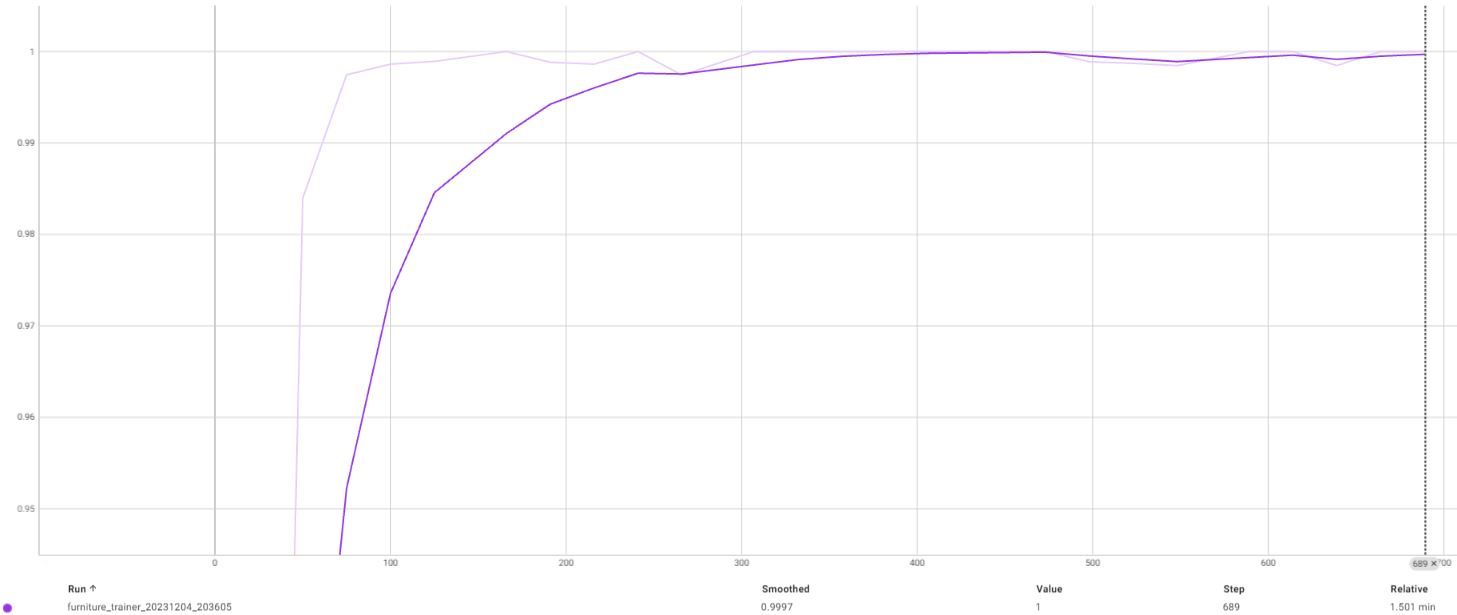 1
0.99
0.98
0.97
0.96
0.95
0 100 200 300 400 500 600 689 × 700
Run ↑ Smoothed Value Step Relative
furniture_trainer_20231204_203605 0.9997 1 689 1.501 min